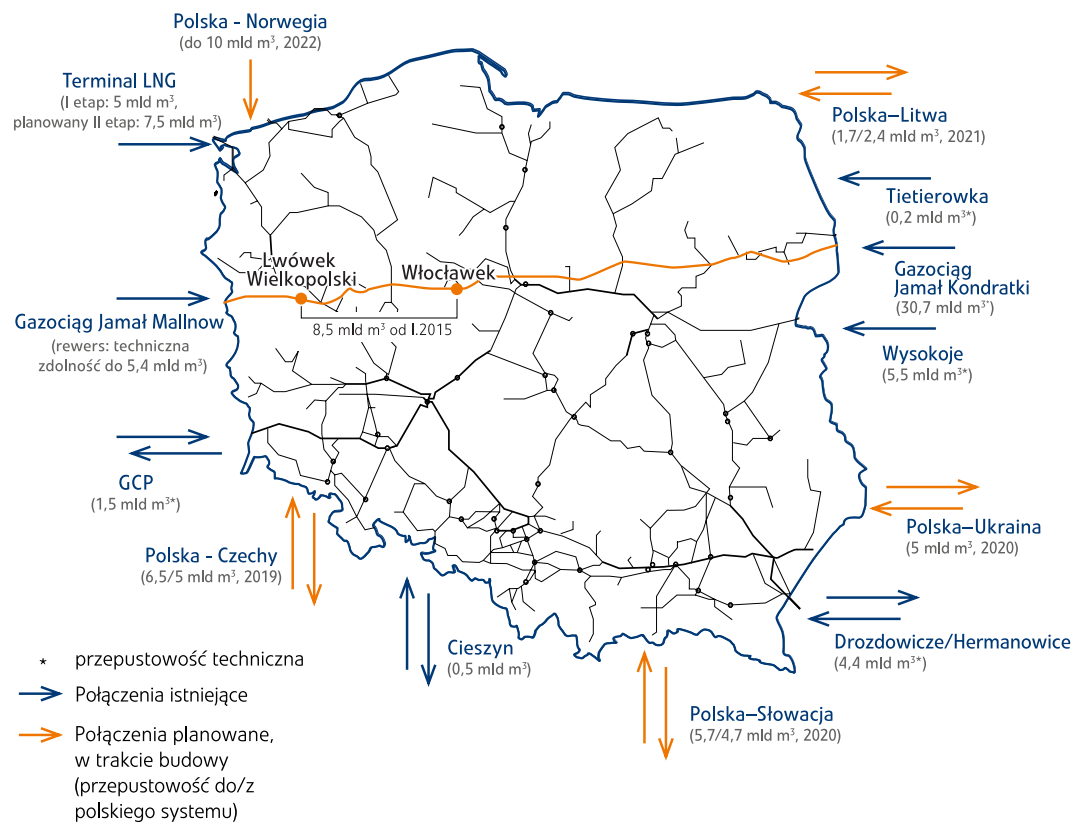 Polska - Norwegia
(do 10 mld m³, 2022)
Terminal LNG
(I etap: 5 mld m³,
planowany II etap: 7,5 mld m³)
Polska–Litwa
(1,7/2,4 mld m³, 2021)
Tietierowka
(0,2 mld m³*)
Gazociąg
Jamał Kondratki
(30,7 mld m³*)
Wysokoje
(5,5 mld m³*)
Lwówek
Wielkopolski
Włocławek
8,5 mld m³ od I.2015
Gazociąg Jamał Mallnow
(rewers: techniczna
zdolność do 5,4 mld m³)
GCP
(1,5 mld m³*)
Polska - Czechy
(6,5/5 mld m³, 2019)
Cieszyn
(0,5 mld m³)
Polska–Ukraina
(5 mld m³, 2020)
Drozdowicze/Hermanowice
(4,4 mld m³*)
Polska–Słowacja
(5,7/4,7 mld m³, 2020)
* przepustowość techniczna
Połączenia istniejące
Połączenia planowane,
w trakcie budowy
(przepustowość do/z
polskiego systemu)